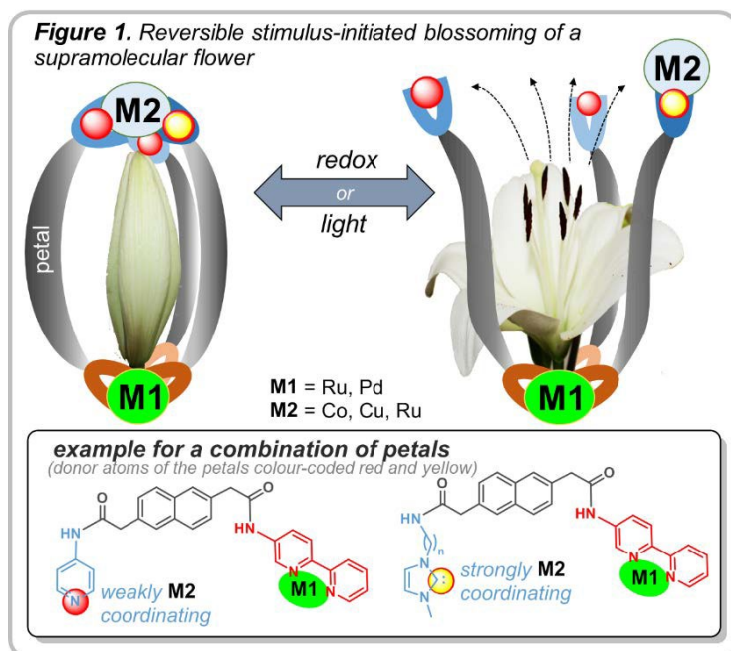 Figure 1. Reversible stimulus-initiated blossoming of a
supramolecular flower
M2
M2
redox
or
light
petal
M1
M1
M1 = Ru, Pd
M2 = Co, Cu, Ru
example for a combination of petals
(donor atoms of the petals colour-coded red and yellow)
O
O
HN
NH
N
N
M1
N
weakly M2
coordinating
O
O
HN
NH
n
N
N
N
N
M1
:
strongly M2
coordinating